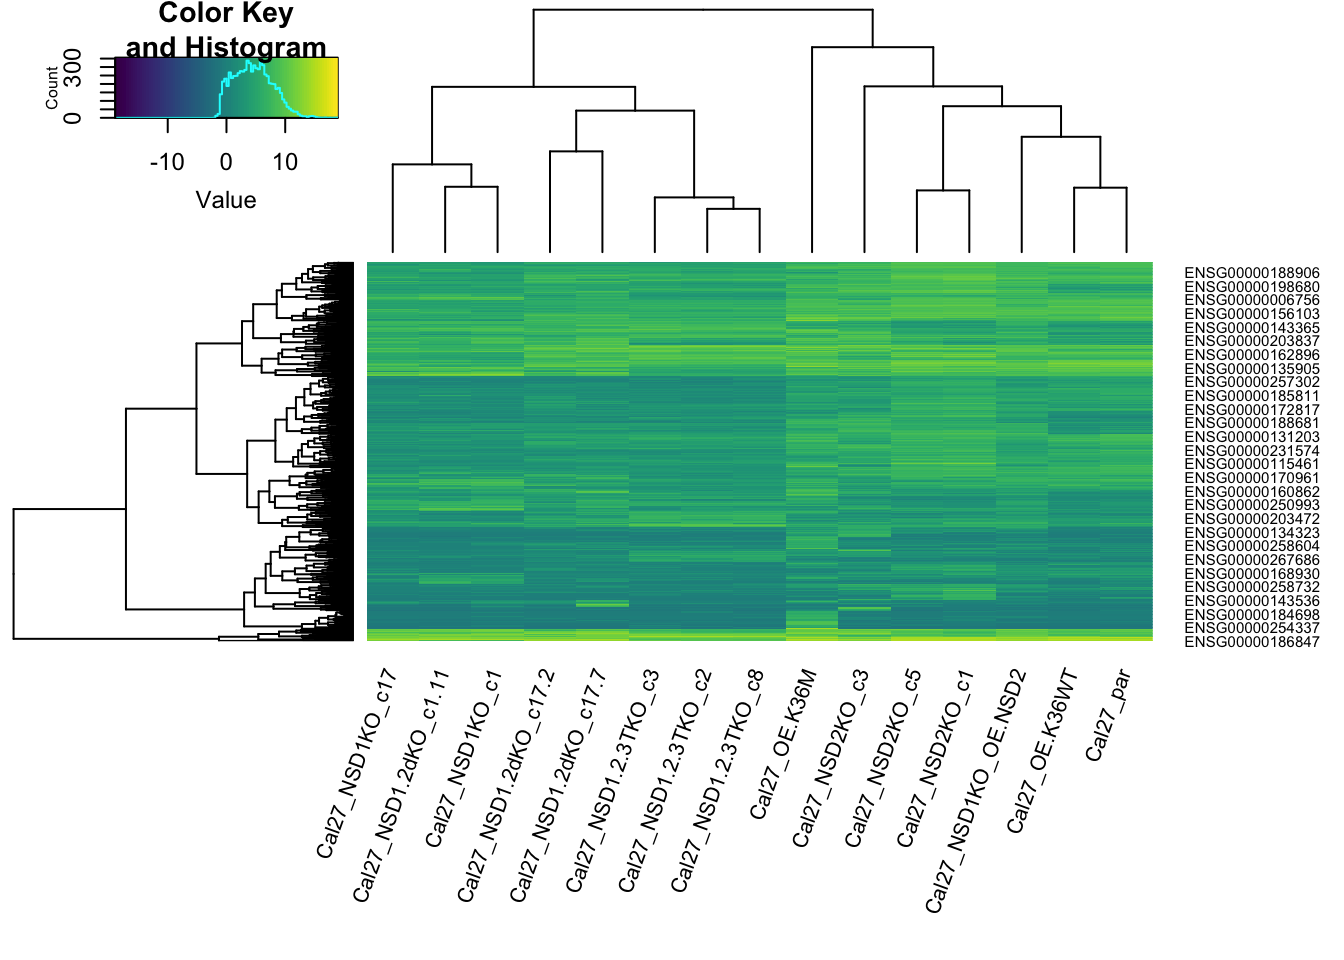 Color Key
and Histogram
Count
0
300
-10
0
10
Value
ENSG00000188906
ENSG00000198680
ENSG00000006756
ENSG00000156103
ENSG00000143365
ENSG00000203837
ENSG00000162896
ENSG00000135905
ENSG00000257302
ENSG00000185811
ENSG00000172817
ENSG00000188681
ENSG00000131203
ENSG00000231574
ENSG00000115461
ENSG00000170961
ENSG00000160862
ENSG00000250993
ENSG00000203472
ENSG00000134323
ENSG00000258604
ENSG00000267686
ENSG00000168930
ENSG00000258732
ENSG00000143536
ENSG00000184698
ENSG00000254337
ENSG00000186847
Cal27_NSD1KO_c17
Cal27_NSD1.2dKO_c1.11
Cal27_NSD1KO_c1
Cal27_NSD1.2dKO_c17.2
Cal27_NSD1.2dKO_c17.7
Cal27_NSD1.2.3TKO_c3
Cal27_NSD1.2.3TKO_c2
Cal27_NSD1.2.3TKO_c8
Cal27_OE.K36M
Cal27_NSD2KO_c3
Cal27_NSD2KO_c5
Cal27_NSD2KO_c1
Cal27_NSD1KO_OE.NSD2
Cal27_OE.K36WT
Cal27_par